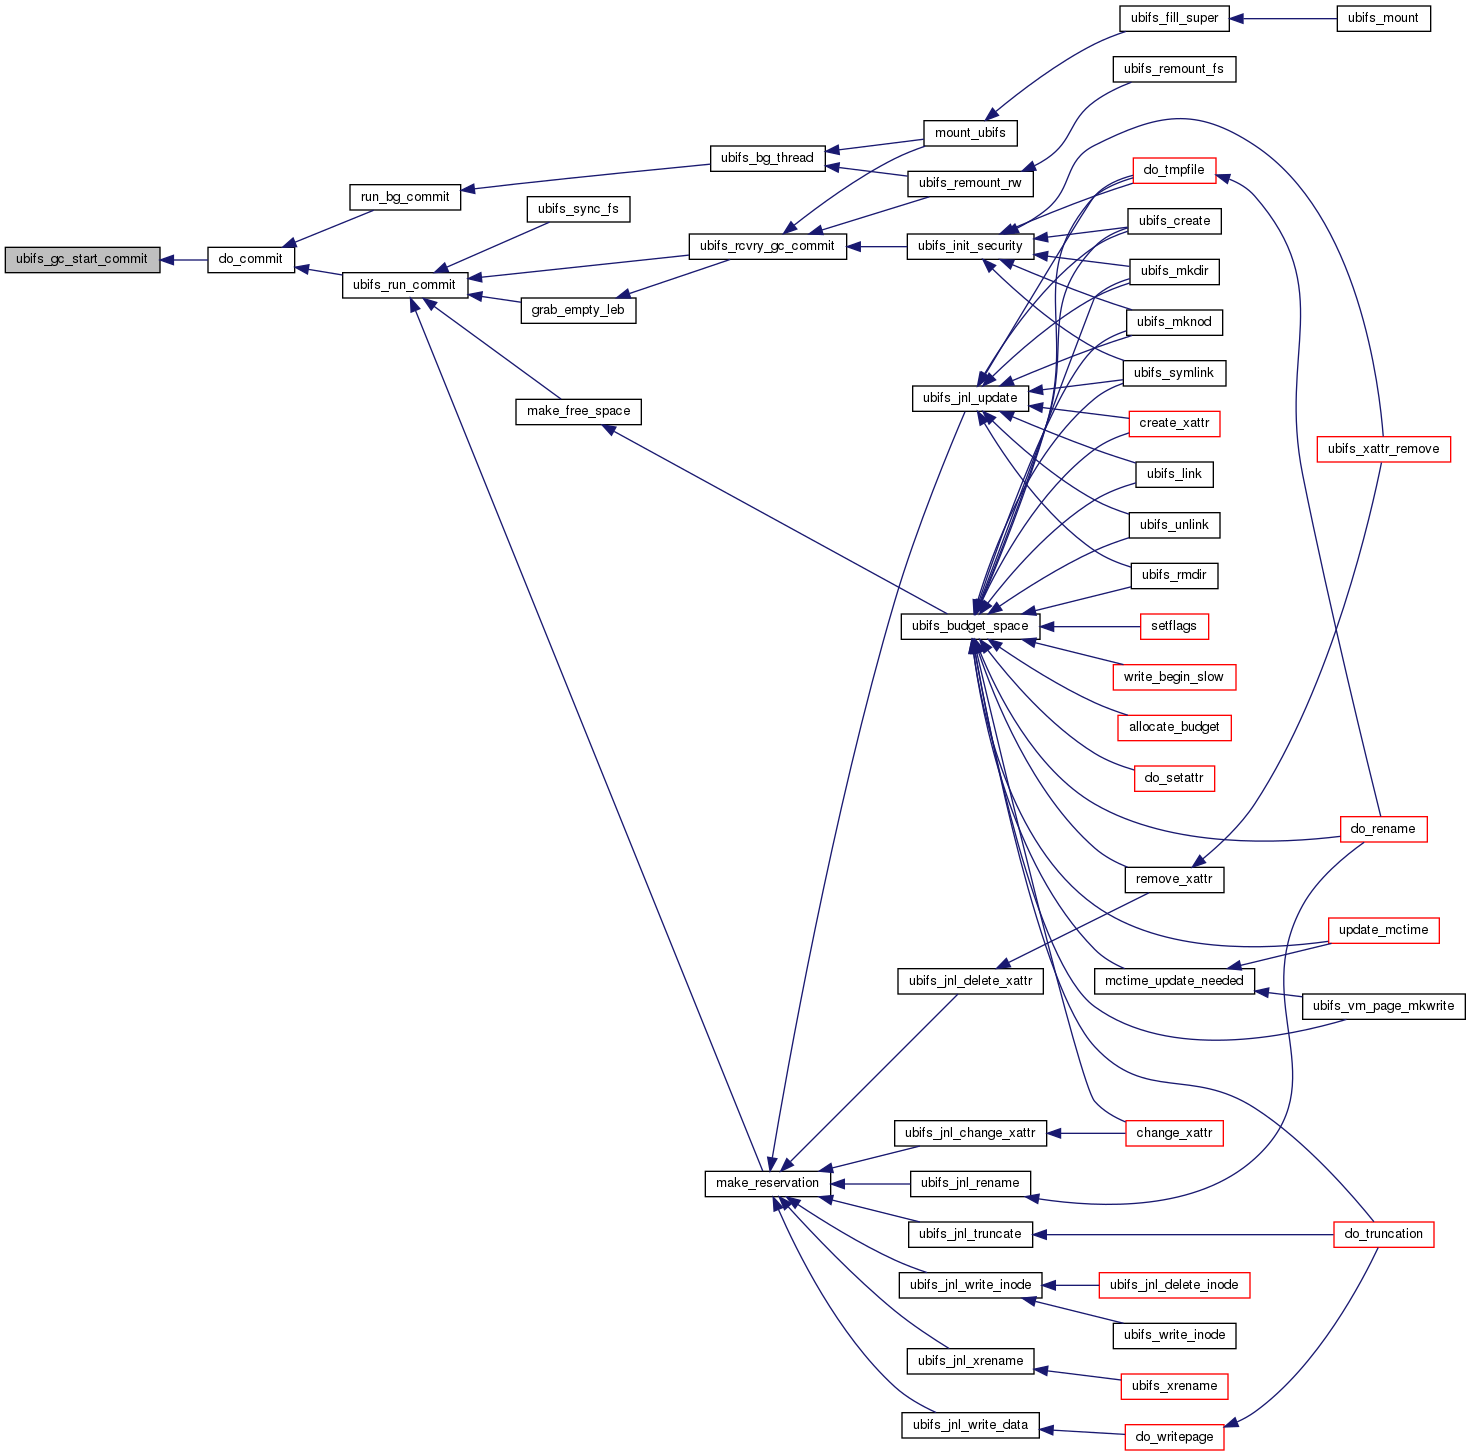 ubifs_fill_super
ubifs_mount
ubifs_remount_fs
mount_ubifs
ubifs_bg_thread
do_tmpfile
ubifs_remount_rw
run_bg_commit
ubifs_sync_fs
ubifs_create
ubifs_rcvry_gc_commit
ubifs_init_security
ubifs_gc_start_commit
do_commit
ubifs_mkdir
ubifs_run_commit
grab_empty_leb
ubifs_mknod
ubifs_symlink
ubifs_jnl_update
make_free_space
create_xattr
ubifs_xattr_remove
ubifs_link
ubifs_unlink
ubifs_rmdir
ubifs_budget_space
setflags
write_begin_slow
allocate_budget
do_setattr
do_rename
remove_xattr
update_mctime
ubifs_jnl_delete_xattr
mctime_update_needed
ubifs_vm_page_mkwrite
ubifs_jnl_change_xattr
change_xattr
make_reservation
ubifs_jnl_rename
ubifs_jnl_truncate
do_truncation
ubifs_jnl_write_inode
ubifs_jnl_delete_inode
ubifs_write_inode
ubifs_jnl_xrename
ubifs_xrename
ubifs_jnl_write_data
do_writepage